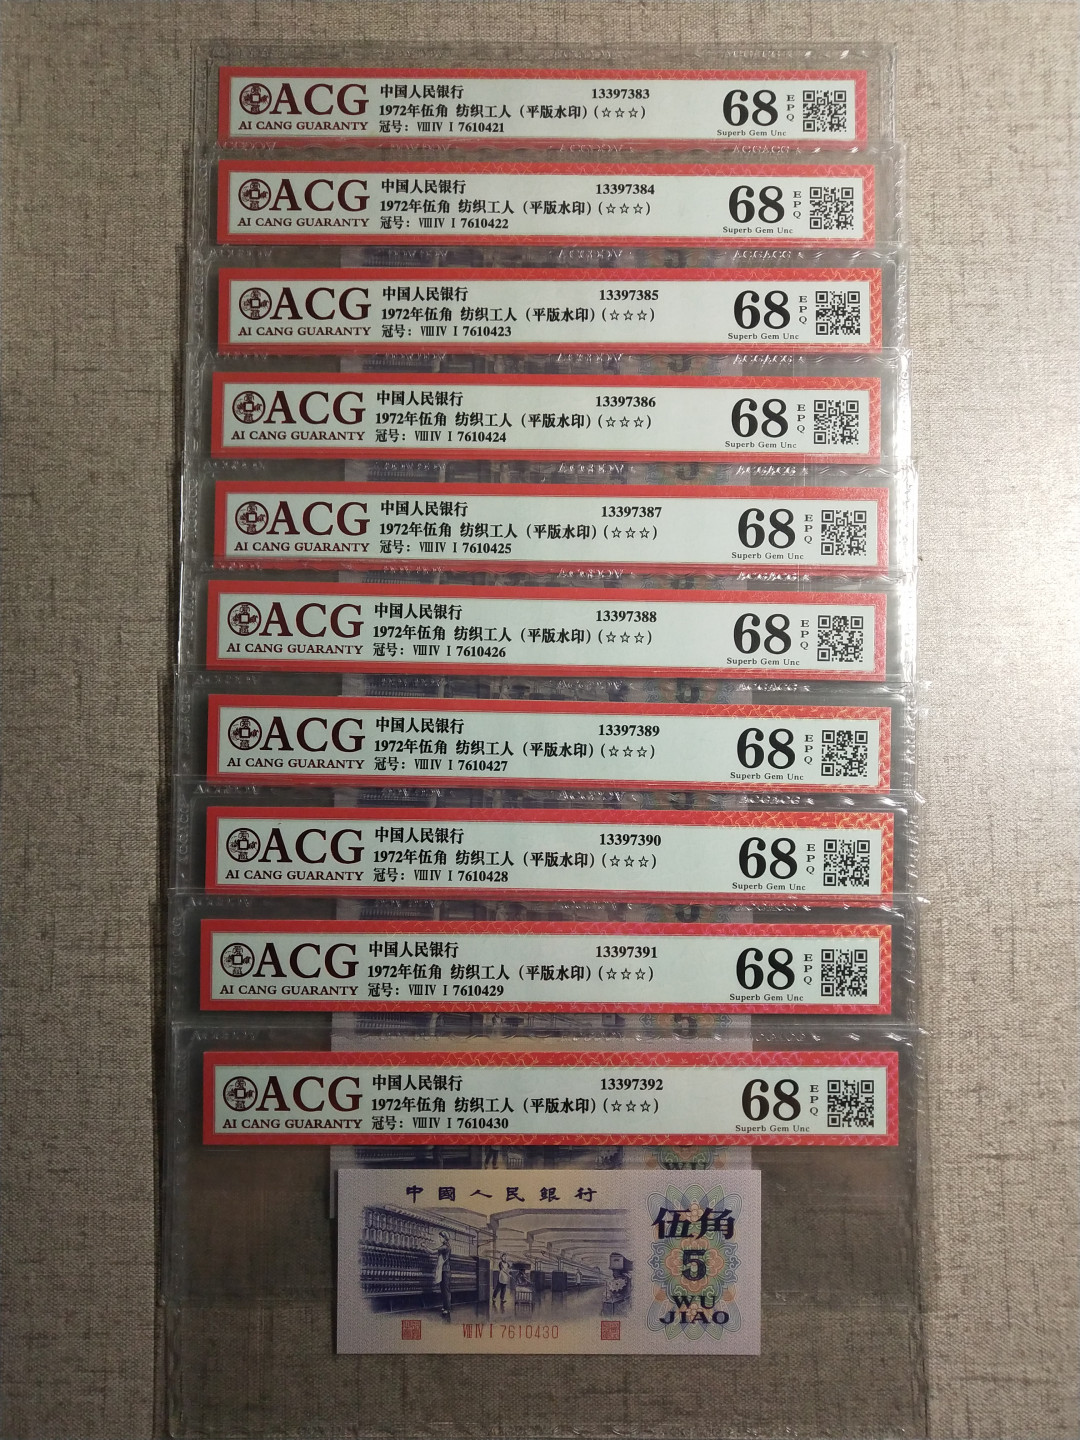 ACG
AI CANG GUARANTY
中国人民银行 13397383
1972年伍角 纺织工人（平版水印）(☆☆☆)
冠号：ⅧⅣ Ⅰ 7610421
68 EPQ
Superb Gem Unc
ACG
AI CANG GUARANTY
中国人民银行 13397384
1972年伍角 纺织工人（平版水印）(☆☆☆)
冠号：ⅧⅣ Ⅰ 7610422
68 EPQ
Superb Gem Unc
ACG
AI CANG GUARANTY
中国人民银行 13397385
1972年伍角 纺织工人（平版水印）(☆☆☆)
冠号：ⅧⅣ Ⅰ 7610423
68 EPQ
Superb Gem Unc
ACG
AI CANG GUARANTY
中国人民银行 13397386
1972年伍角 纺织工人（平版水印）(☆☆☆)
冠号：ⅧⅣ Ⅰ 7610424
68 EPQ
Superb Gem Unc
ACG
AI CANG GUARANTY
中国人民银行 13397387
1972年伍角 纺织工人（平版水印）(☆☆☆)
冠号：ⅧⅣ Ⅰ 7610425
68 EPQ
Superb Gem Unc
ACG
AI CANG GUARANTY
中国人民银行 13397388
1972年伍角 纺织工人（平版水印）(☆☆☆)
冠号：ⅧⅣ Ⅰ 7610426
68 EPQ
Superb Gem Unc
ACG
AI CANG GUARANTY
中国人民银行 13397389
1972年伍角 纺织工人（平版水印）(☆☆☆)
冠号：ⅧⅣ Ⅰ 7610427
68 EPQ
Superb Gem Unc
ACG
AI CANG GUARANTY
中国人民银行 13397390
1972年伍角 纺织工人（平版水印）(☆☆☆)
冠号：ⅧⅣ Ⅰ 7610428
68 EPQ
Superb Gem Unc
ACG
AI CANG GUARANTY
中国人民银行 13397391
1972年伍角 纺织工人（平版水印）(☆☆☆)
冠号：ⅧⅣ Ⅰ 7610429
68 EPQ
Superb Gem Unc
5
ACG
AI CANG GUARANTY
中国人民银行 13397392
1972年伍角 纺织工人（平版水印）(☆☆☆)
冠号：ⅧⅣ Ⅰ 7610430
68 EPQ
Superb Gem Unc
WU
中國人民銀行
伍角
5
WU
JIAO
ⅧⅣⅠ 7610430